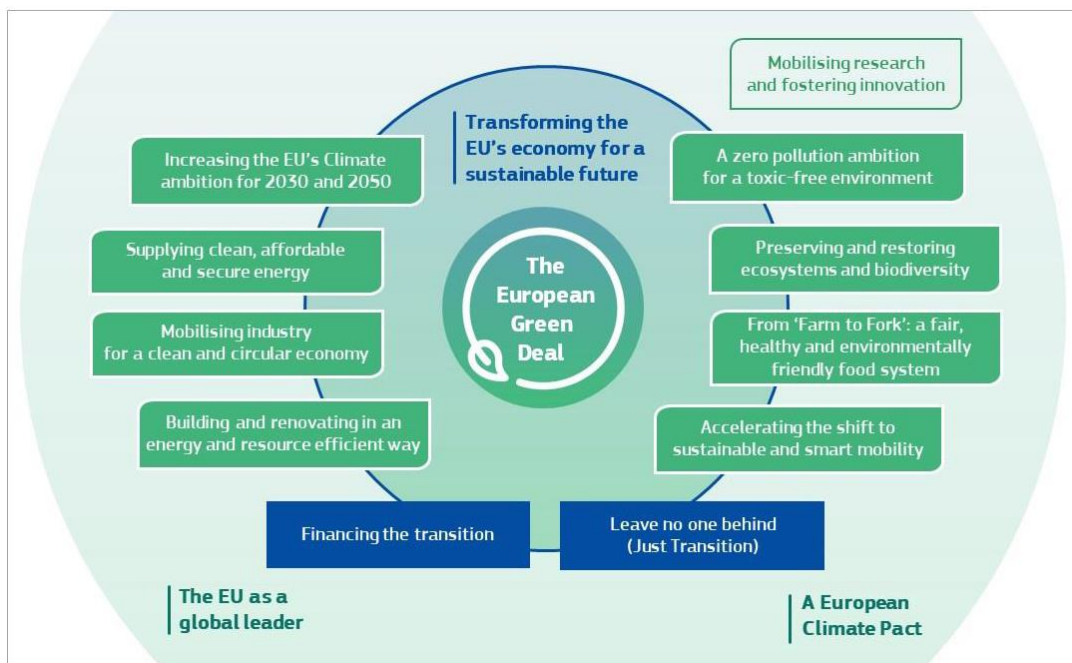 Mobilising research
and fostering innovation
Transforming the
EU's economy for a
sustainable future
Increasing the EU's Climate
ambition for 2030 and 2050
A zero pollution ambition
for a toxic-free environment
Supplying clean, affordable
and secure energy
Preserving and restoring
ecosystems and biodiversity
The
European
Green
Deal
Mobilising industry
for a clean and circular economy
From 'Farm to Fork': a fair,
healthy and environmentally
friendly food system
Building and renovating in an
energy and resource efficient way
Accelerating the shift to
sustainable and smart mobility
Financing the transition
Leave no one behind
(Just Transition)
The EU as a
global leader
A European
Climate Pact